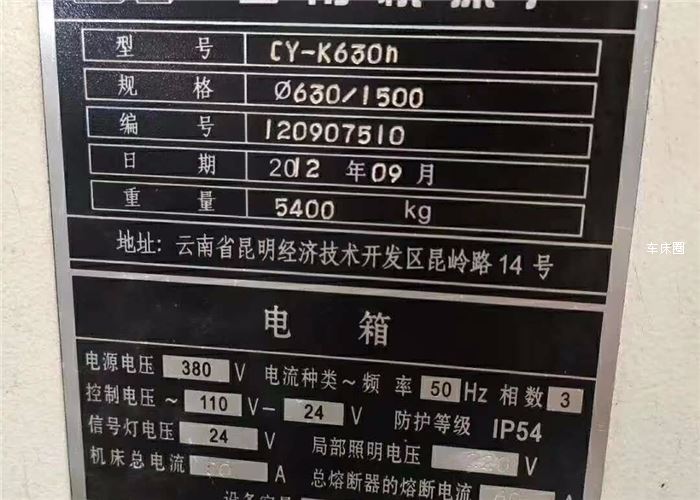 型 号 CY-K630n
规 格 Ø630/1500
编 号 120907510
日 期 2012 年 09 月
重 量 5400 kg
地址: 云南省昆明经济技术开发区昆岭路 14 号
车床圈
电 箱
电源电压 380 V 电流种类~ 频 率 50 Hz 相数 3
控制电压~ 110 V— 24 V 防护等级 IP54
信号灯电压 24 V 局部照明电压 V
机床总电流 A 总熔断器的熔断电流